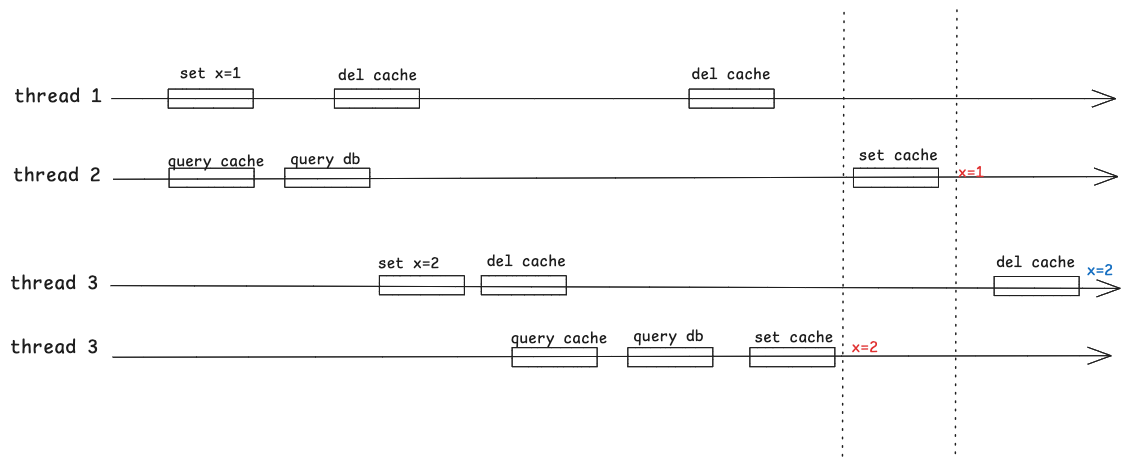 set x=1
del cache
del cache
thread 1
query cache
query db
set cache
thread 2
x=1
set x=2
del cache
del cache
x=2
thread 3
query cache
query db
set cache
thread 3
x=2